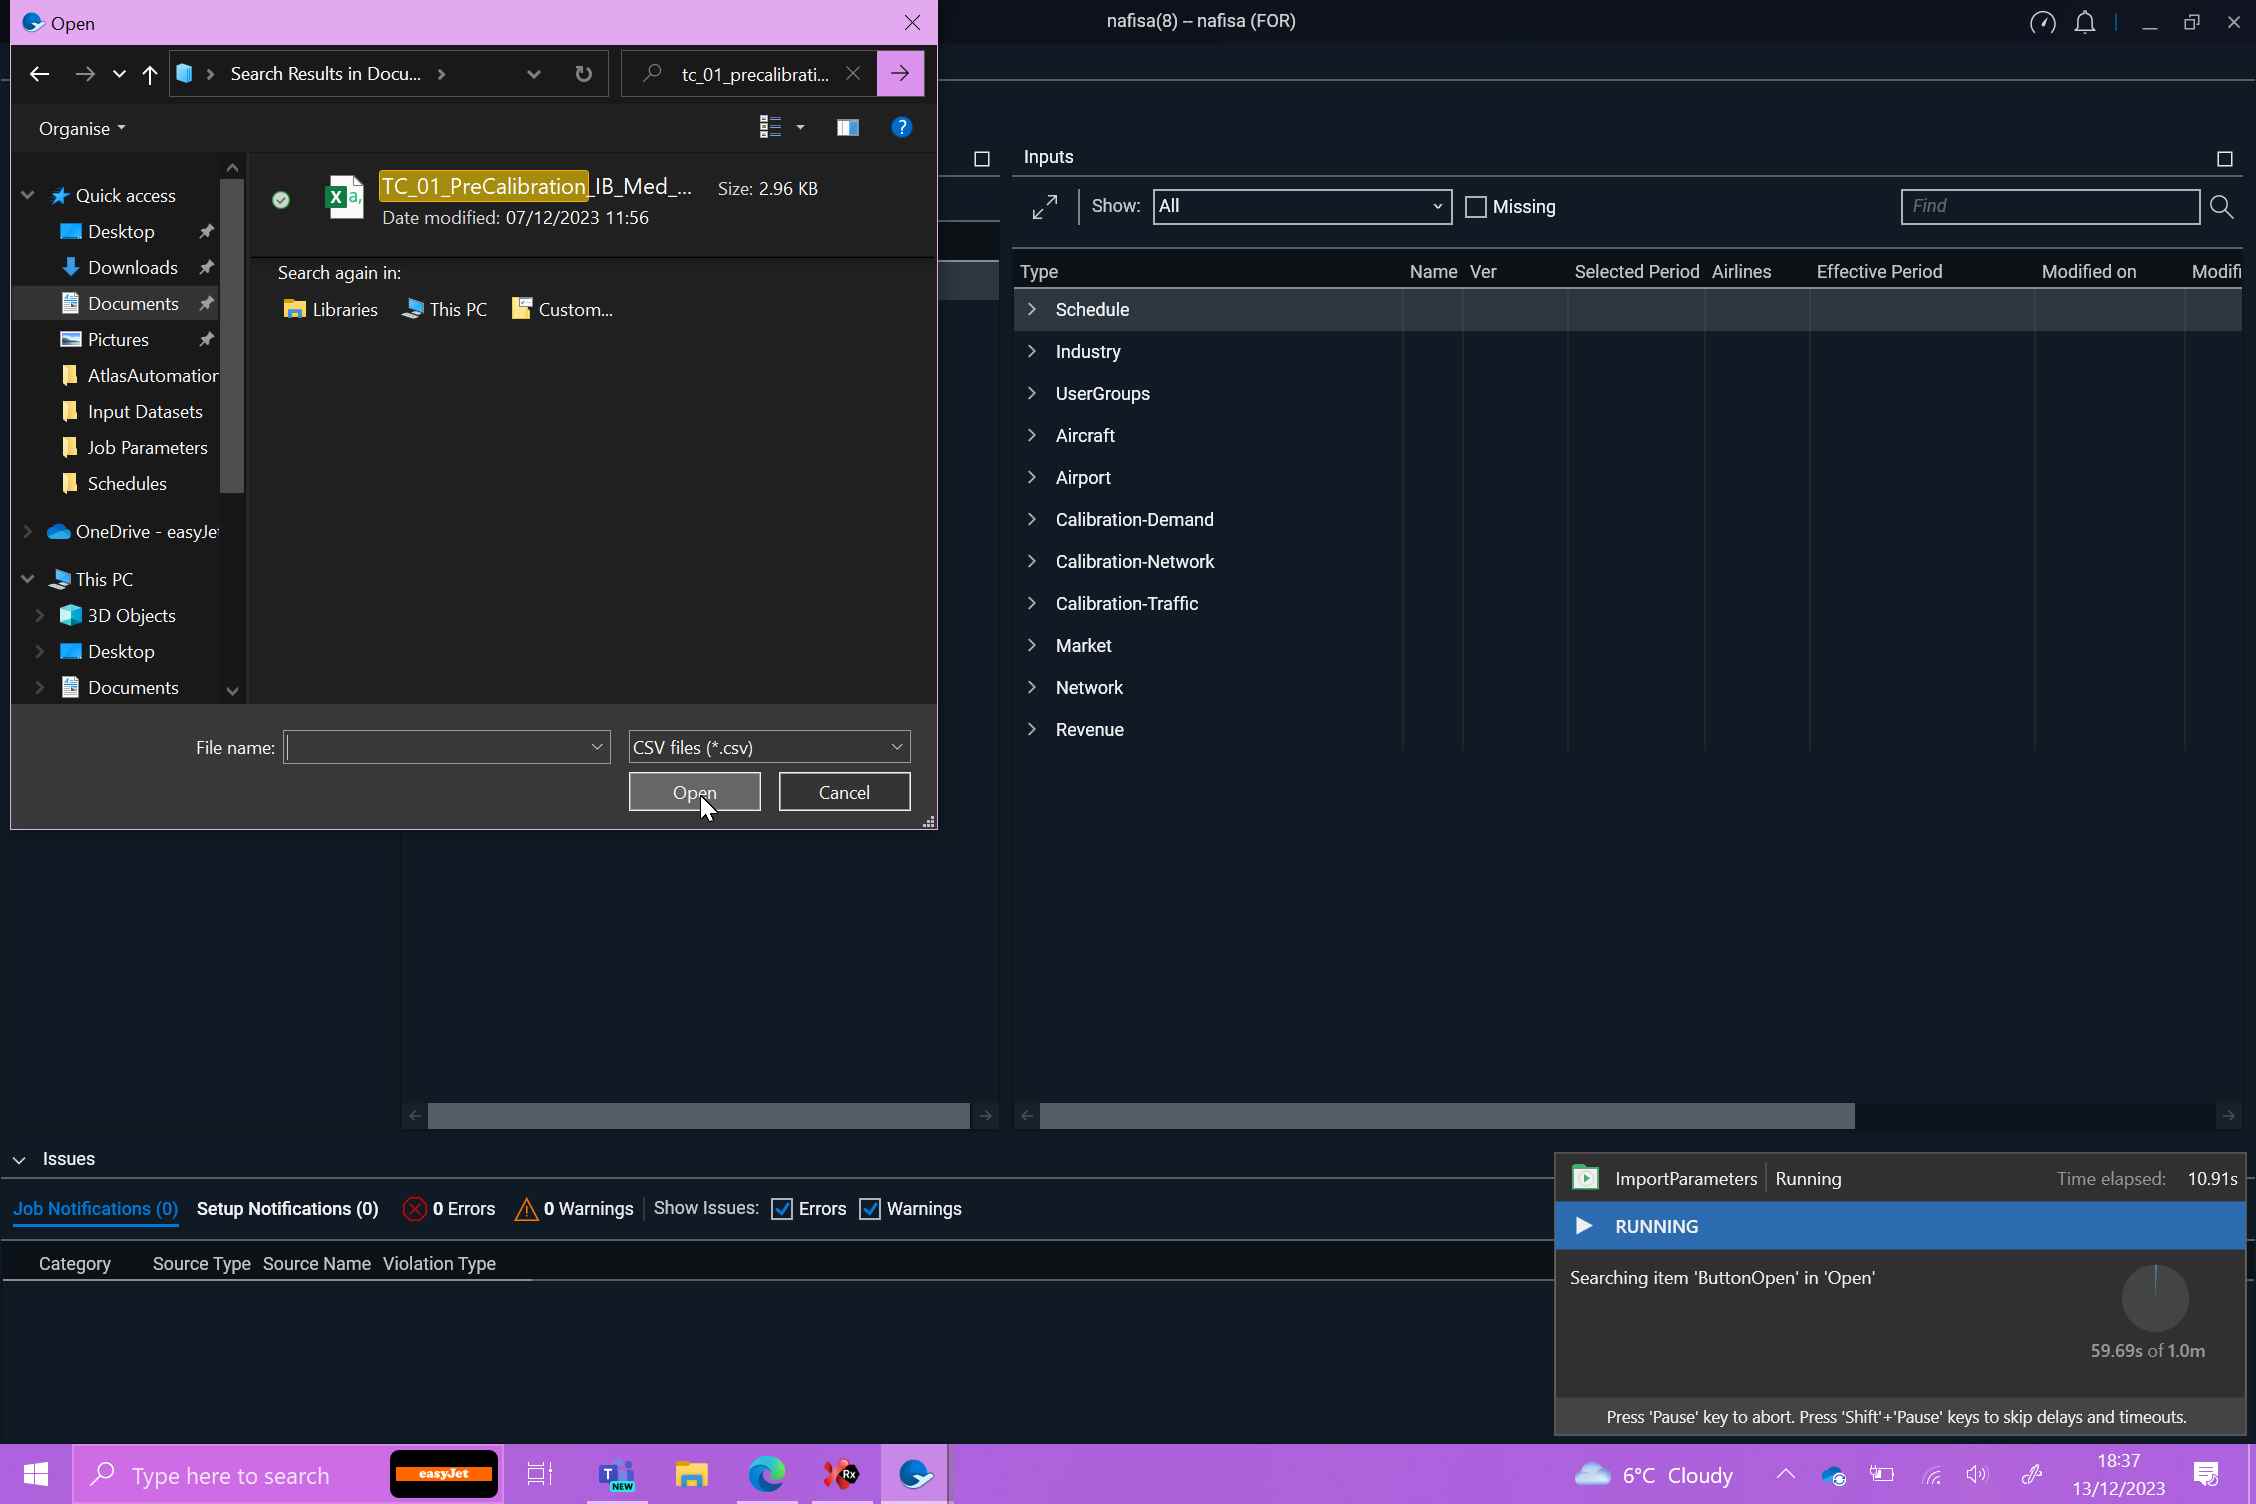 Open
nafisa(8) – nafisa (FOR)
Search Results in Docu...
tc_01_precalibrati...
Organise
Quick access
Desktop
Downloads
Documents
Pictures
AtlasAutomation
Input Datasets
Job Parameters
Schedules
OneDrive - easyJet
This PC
3D Objects
Desktop
Documents
TC_01_PreCalibration_IB_Med_... Size: 2.96 KB
Date modified: 07/12/2023 11:56
Search again in:
Libraries This PC Custom...
File name:
CSV files (*.csv)
Open Cancel
Inputs
Show: All Missing Find
Type Name Ver Selected Period Airlines Effective Period Modified on Modifi
Schedule
Industry
UserGroups
Aircraft
Airport
Calibration-Demand
Calibration-Network
Calibration-Traffic
Market
Network
Revenue
Issues
Job Notifications (0) Setup Notifications (0) 0 Errors 0 Warnings Show Issues: Errors Warnings
Category Source Type Source Name Violation Type
ImportParameters Running Time elapsed: 10.91s
RUNNING
Searching item 'ButtonOpen' in 'Open'
59.69s of 1.0m
Press 'Pause' key to abort. Press 'Shift'+'Pause' keys to skip delays and timeouts.
Type here to search
easyJet
T
NEW
Rx
6°C Cloudy
18:37
13/12/2023